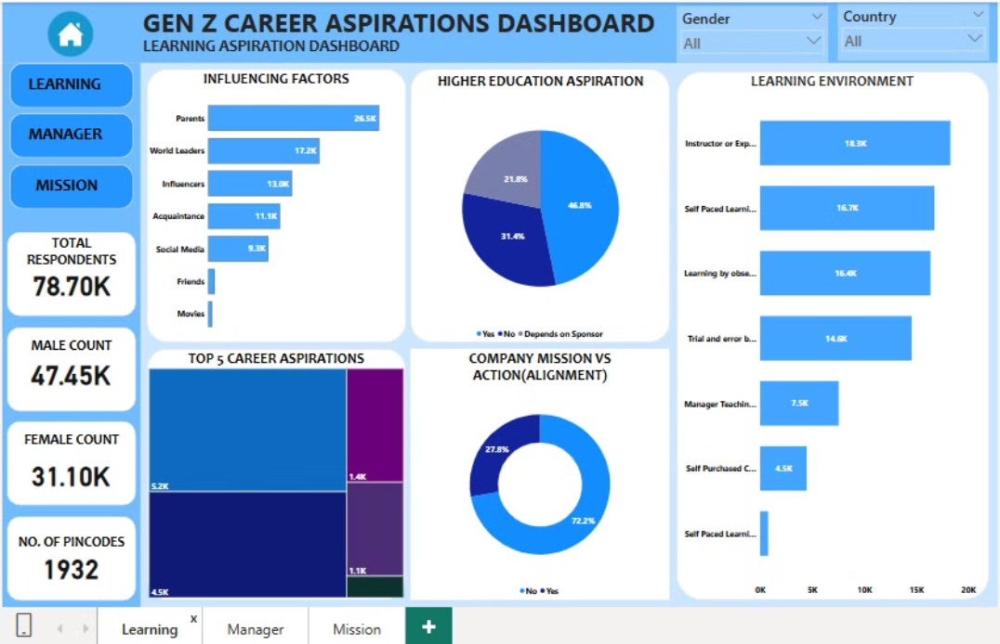 GEN Z CAREER ASPIRATIONS DASHBOARD
LEARNING ASPIRATION DASHBOARD
Gender
All
Country
All
LEARNING
MANAGER
MISSION
TOTAL
RESPONDENTS
78.70K
MALE COUNT
47.45K
FEMALE COUNT
31.10K
NO. OF PINCODES
1932
INFLUENCING FACTORS
Parents
26.5K
World Leaders
17.2K
Influencers
13.0K
Acquaintance
11.1K
Social Media
9.3K
Friends
Movies
HIGHER EDUCATION ASPIRATION
21.8%
46.8%
31.4%
Yes No Depends on Sponsor
LEARNING ENVIRONMENT
Instructor or Exp...
18.3K
Self Paced Learni...
16.7K
Learning by obse...
16.4K
Trial and error b...
14.6K
Manager Teachin...
7.5K
Self Purchased C...
4.5K
Self Paced Learni...
0K 5K 10K 15K 20K
TOP 5 CAREER ASPIRATIONS
5.2K
1.4K
4.5K
1.1K
COMPANY MISSION VS
ACTION(ALIGNMENT)
27.8%
72.2%
No Yes
Learning x
Manager
Mission
+